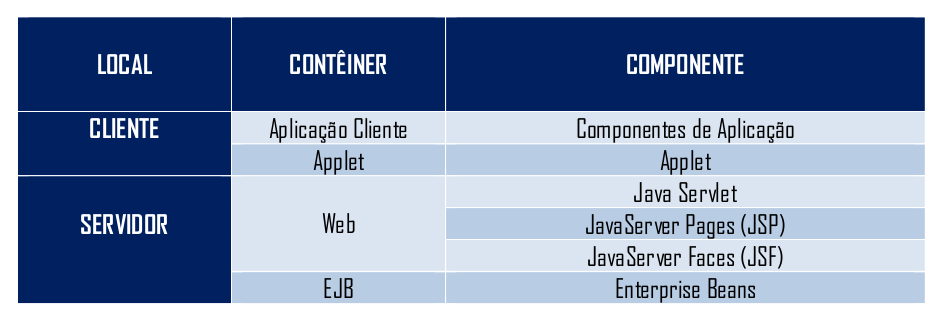 LOCAL CONTÊINER COMPONENTE
CLIENTE Aplicação Cliente Componentes de Aplicação
Applet Applet
Java Servlet
SERVIDOR Web JavaServer Pages (JSP)
JavaServer Faces (JSF)
EJB Enterprise Beans